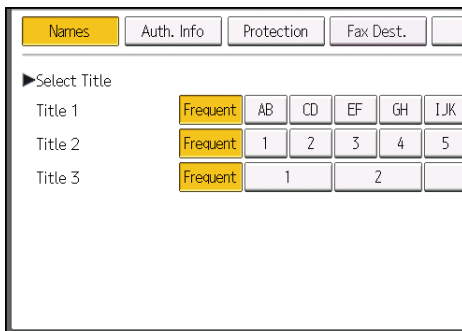 Names Auth. Info Protection Fax Dest.
▶Select Title
Title 1 Frequent AB CD EF GH IJK
Title 2 Frequent 1 2 3 4 5
Title 3 Frequent 1 2